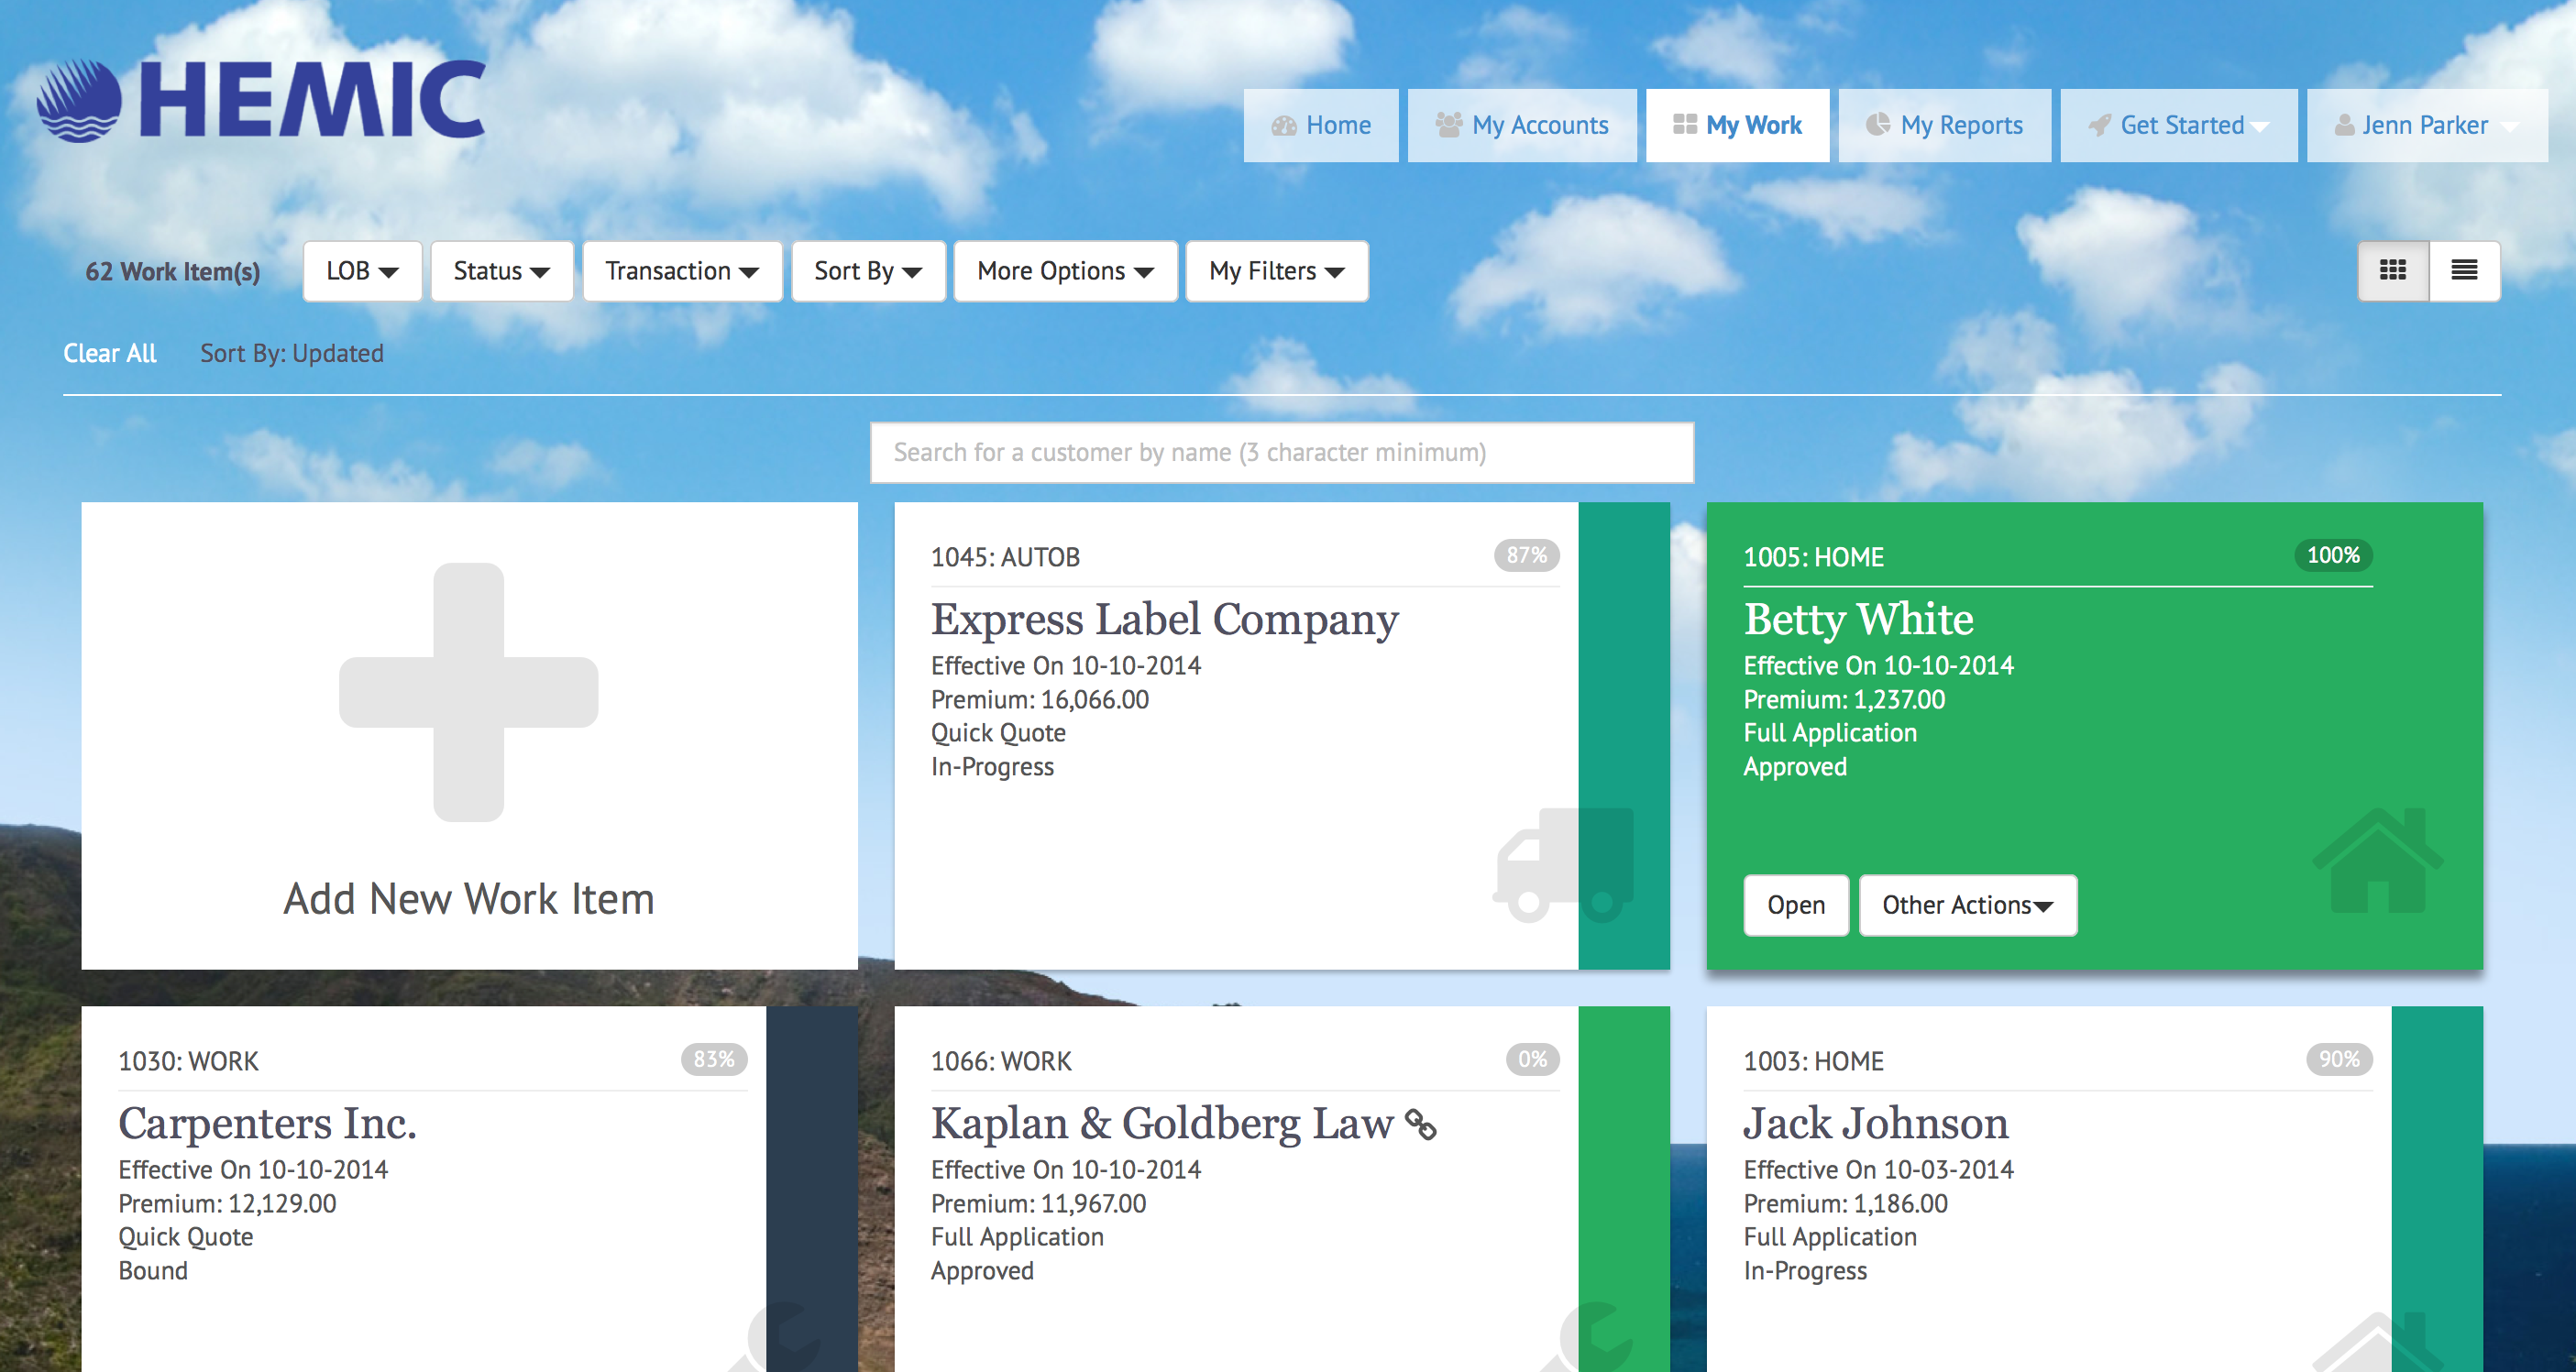 HEMIC
Home
My Accounts
My Work
My Reports
Get Started
Jenn Parker
62 Work Item(s)
LOB
Status
Transaction
Sort By
More Options
My Filters
Clear All
Sort By: Updated
Search for a customer by name (3 character minimum)
Add New Work Item
1045: AUTOB
87%
Express Label Company
Effective On 10-10-2014
Premium: 16,066.00
Quick Quote
In-Progress
1005: HOME
100%
Betty White
Effective On 10-10-2014
Premium: 1,237.00
Full Application
Approved
Open
Other Actions
1030: WORK
83%
Carpenters Inc.
Effective On 10-10-2014
Premium: 12,129.00
Quick Quote
Bound
1066: WORK
0%
Kaplan & Goldberg Law
Effective On 10-10-2014
Premium: 11,967.00
Full Application
Approved
1003: HOME
90%
Jack Johnson
Effective On 10-03-2014
Premium: 1,186.00
Full Application
In-Progress